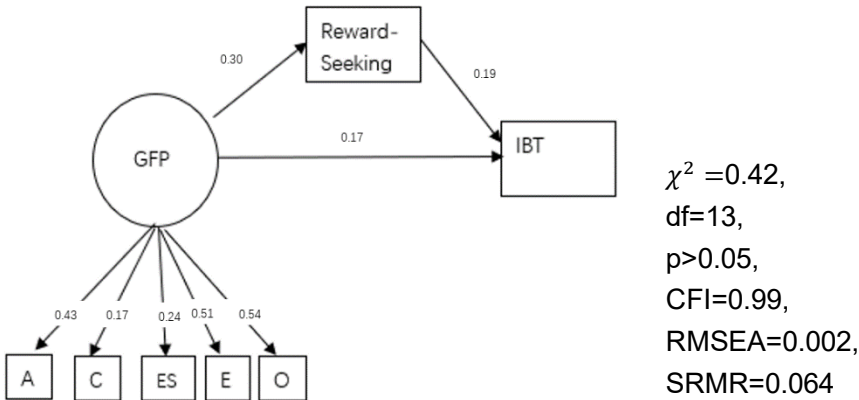 Reward-
Seeking
0.30
0.19
GFP
0.17
IBT
0.43
0.17
0.24
0.51
0.54
A
C
ES
E
O
χ² =0.42,
df=13,
p>0.05,
CFI=0.99,
RMSEA=0.002,
SRMR=0.064